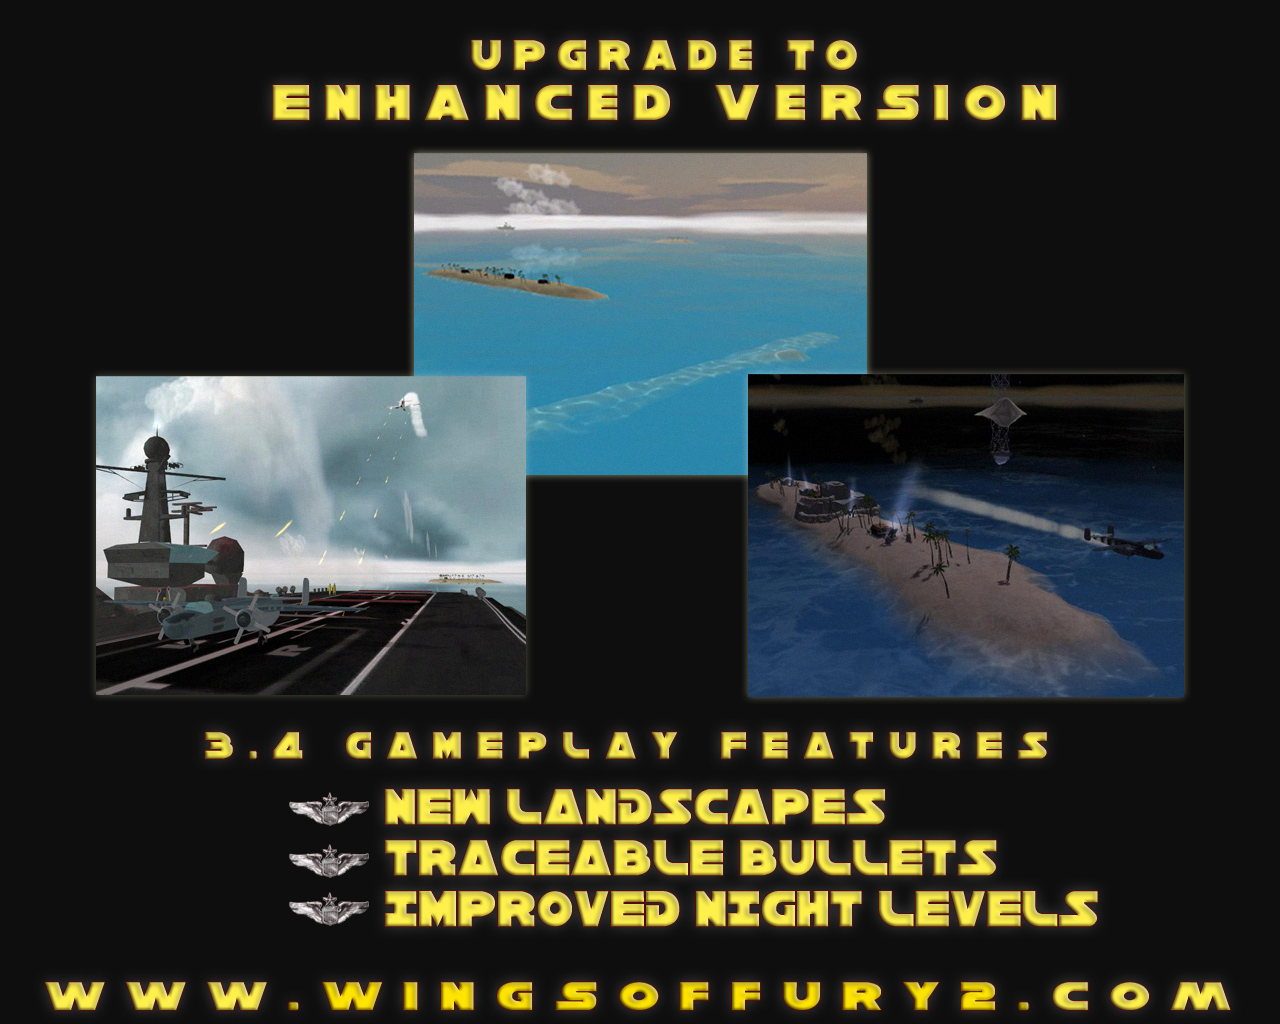 UPGRADE TO
ENHANCED VERSION
3.4 GAMEPLAY FEATURES
NEW LANDSCAPES
TRACEABLE BULLETS
IMPROVED NIGHT LEVELS
WWW.WINGSOFFURY2.COM